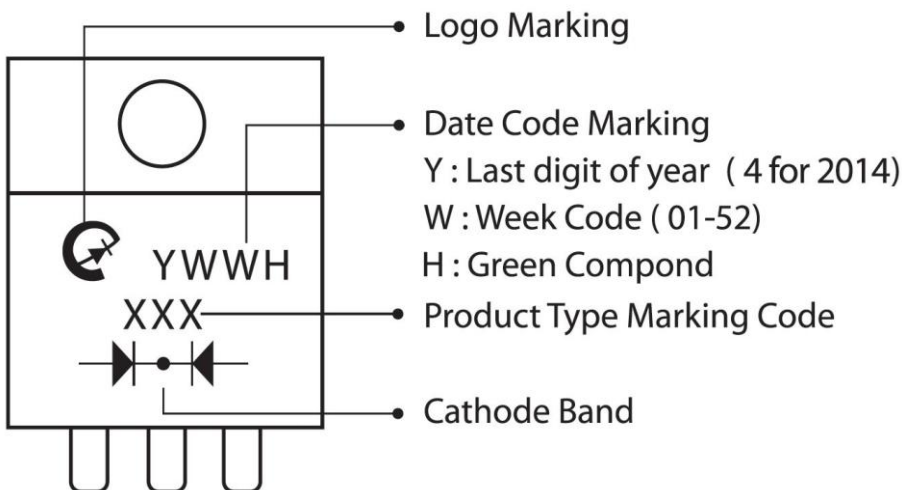 Logo Marking
Date Code Marking
Y : Last digit of year ( 4 for 2014)
W : Week Code ( 01-52)
H : Green Compond
YWWH
XXX
Product Type Marking Code
Cathode Band